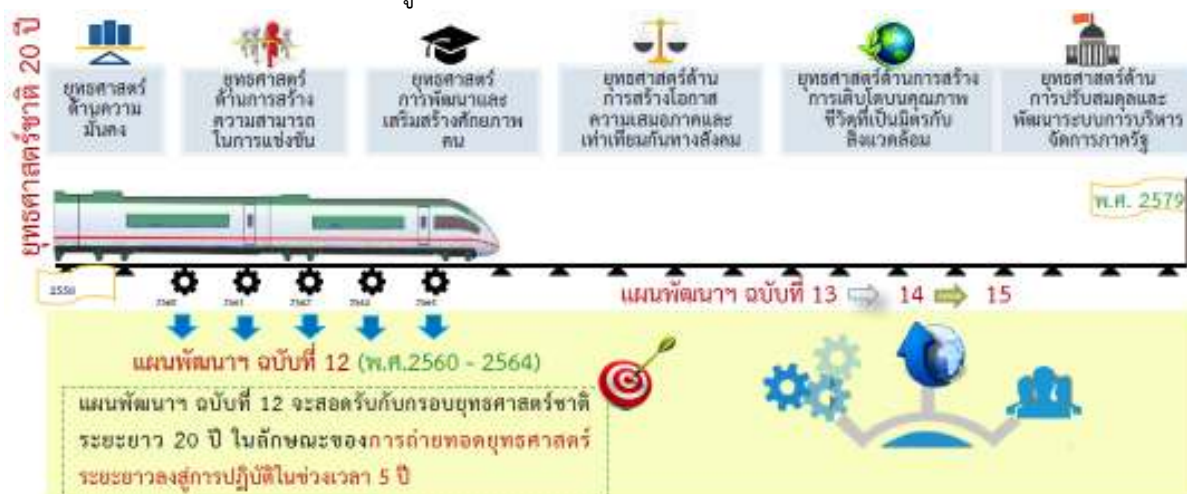 ยุทธศาสตร์ชาติ 20 ปี
ยุทธศาสตร์
ด้านความ
มั่นคง
ยุทธศาสตร์
ด้านการสร้าง
ความสามารถ
ในการแข่งขัน
ยุทธศาสตร์
การพัฒนาและ
เสริมสร้างศักยภาพ
คน
ยุทธศาสตร์ด้าน
การสร้างโอกาส
ความเสมอภาคและ
เท่าเทียมกันทางสังคม
ยุทธศาสตร์ด้านการสร้าง
การเติบโตบนคุณภาพ
ชีวิตที่เป็นมิตรกับ
สิ่งแวดล้อม
ยุทธศาสตร์ด้าน
การปรับสมดุลและ
พัฒนาระบบการบริหาร
จัดการภาครัฐ
พ.ศ. 2579
2560 2561 2562
แผนพัฒนาฯ ฉบับที่ 13 14 15
แผนพัฒนาฯ ฉบับที่ 12 (พ.ศ.2560 - 2564)
แผนพัฒนาฯ ฉบับที่ 12 จะสอดรับกับกรอบยุทธศาสตร์ชาติ
ระยะยาว 20 ปี ในลักษณะของการถ่ายทอดยุทธศาสตร์
ระยะยาวลงสู่การปฏิบัติในช่วงเวลา 5 ปี